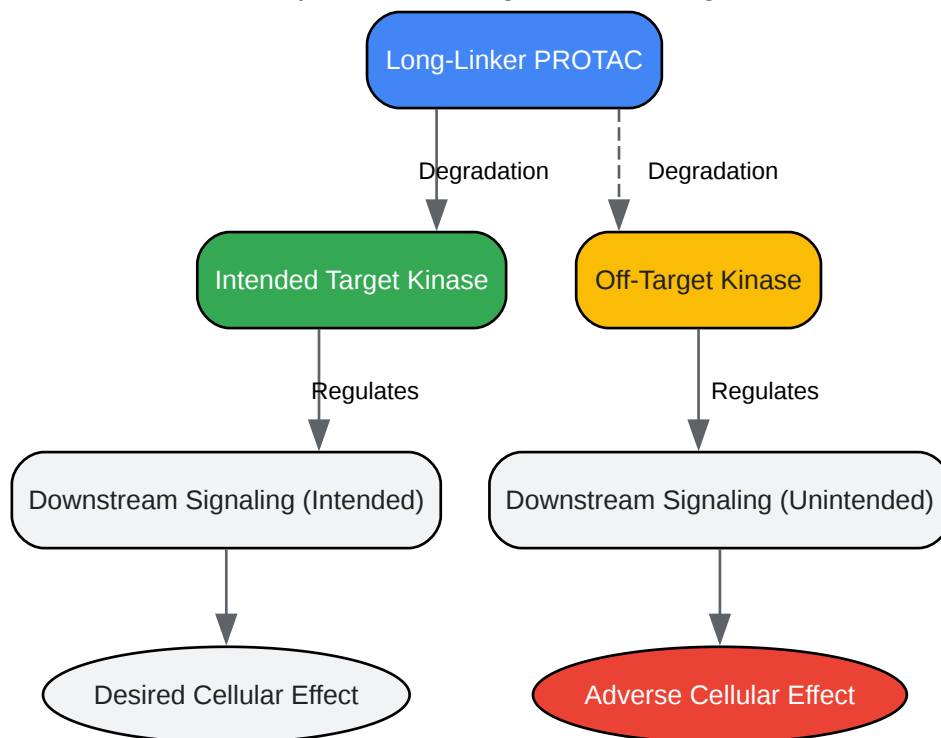 Long-Linker PROTAC
Degradation
Degradation
Intended Target Kinase
Off-Target Kinase
Regulates
Regulates
Downstream Signaling (Intended)
Downstream Signaling (Unintended)
Desired Cellular Effect
Adverse Cellular Effect